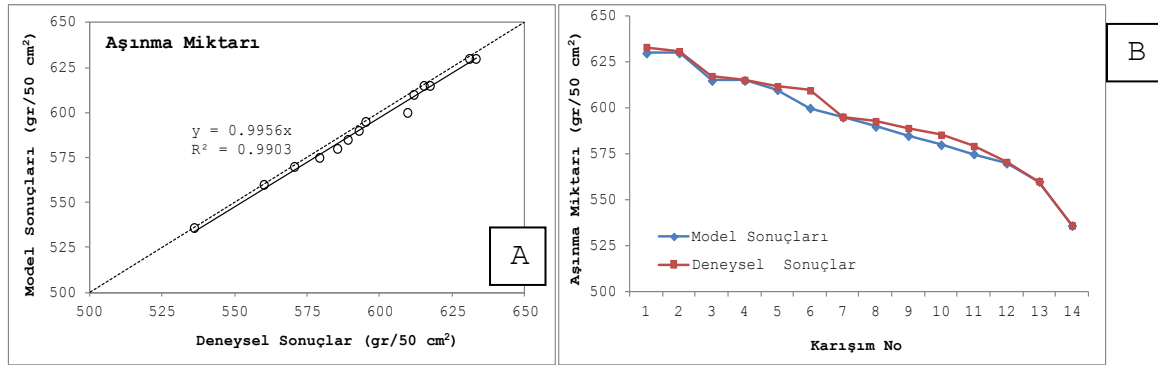 Aşınma Miktarı
Model Sonuçları (gr/50 cm²)
650
625
600
575
550
525
500
y = 0.9956x
R² = 0.9903
A
500 525 550 575 600 625 650
Deneysel Sonuçlar (gr/50 cm²)
Aşınma Miktarı (gr/50 cm²)
650
625
600
575
550
525
500
Model Sonuçları
Deneysel Sonuçlar
1 2 3 4 5 6 7 8 9 10 11 12 13 14
Karışım No
B